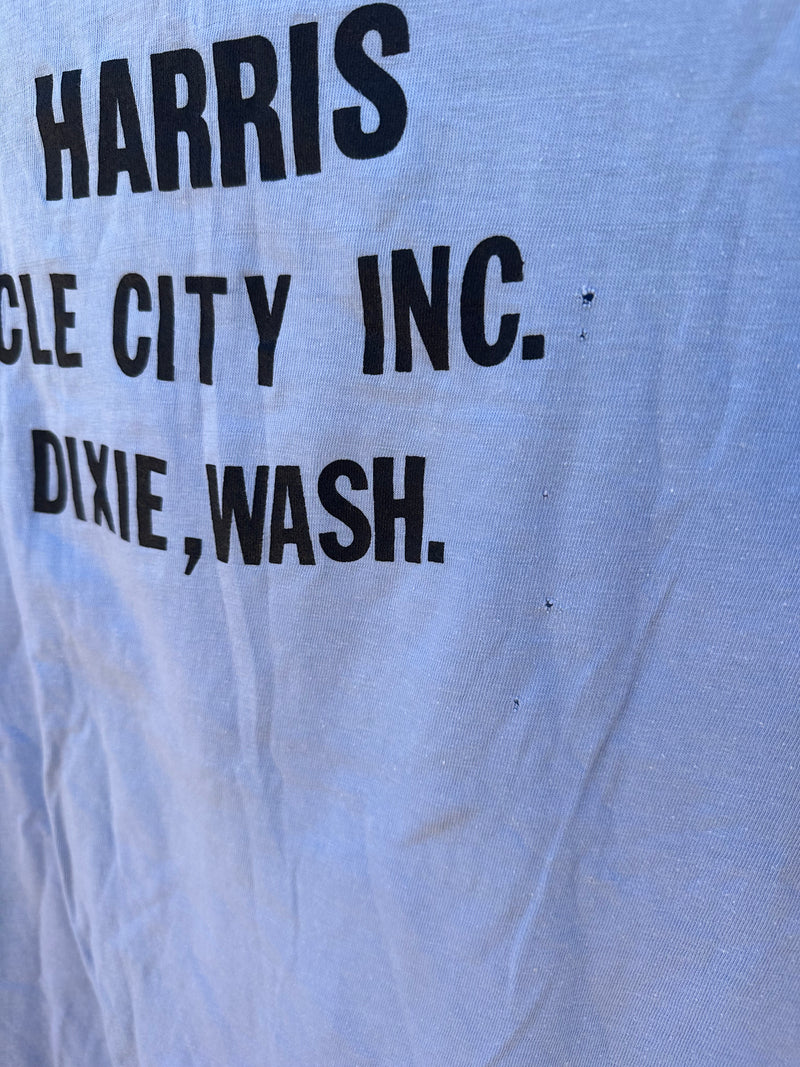 HARRIS
CLE CITY INC.
DIXIE, WASH.